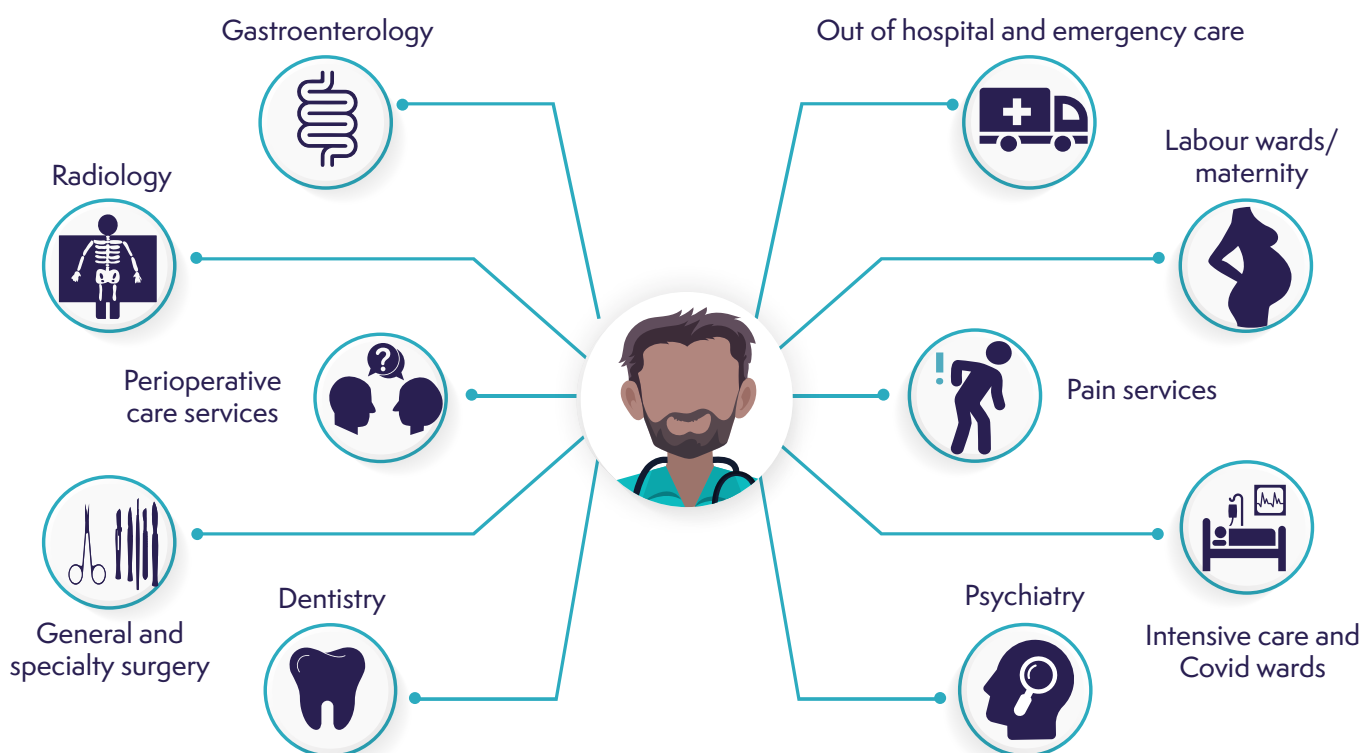 Gastroenterology
Out of hospital and emergency care
Radiology
Labour wards/
maternity
?
Perioperative
care services
!
Pain services
General and
specialty surgery
Dentistry
Psychiatry
Intensive care and
Covid wards